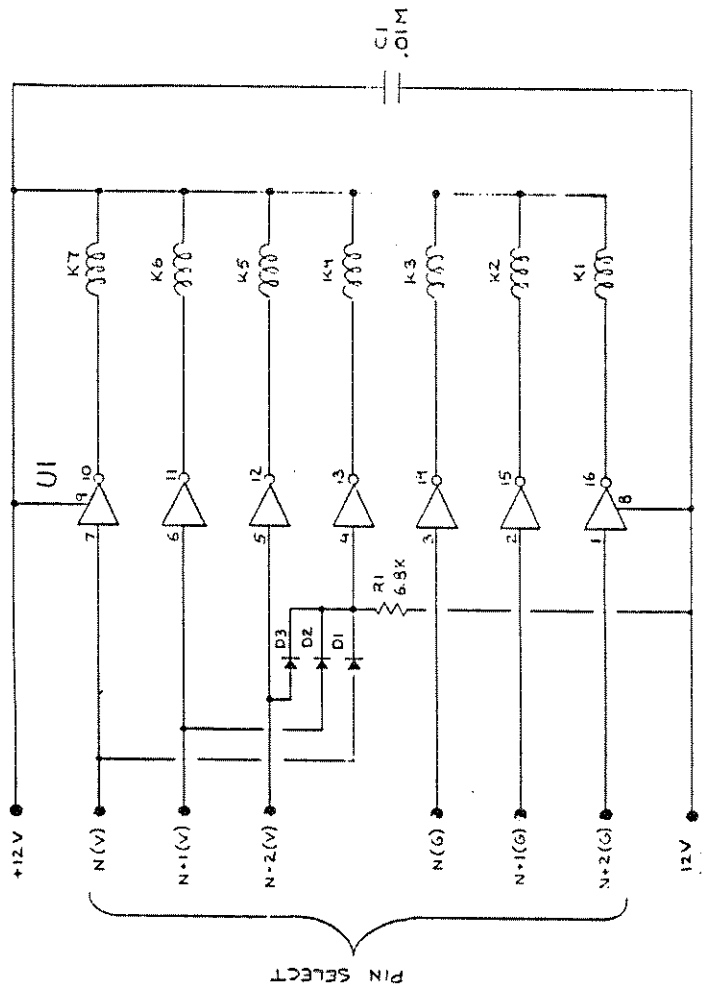 +12V
U1
9
N(V)
7
10
K7
N+1(V)
6
11
K6
N+2(V)
5
12
K5
D3
D2
D1
4
13
K4
R1
6.8K
C1
.01M
N(G)
3
14
K3
N+1(G)
2
15
K2
N+2(G)
1
16
8
K1
12V
PIN SELECT